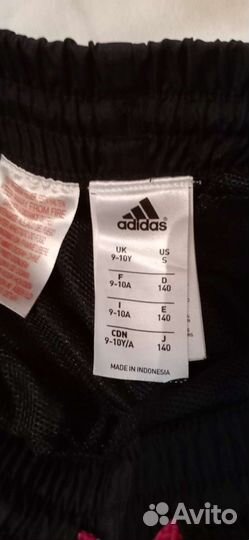 AWAY FROM FIRE
adidas
UK US
9-10Y S
F D
9-10A 140
I E
9-10A 140
CDN J
9-10Y/A 140
MADE IN INDONESIA
Avito